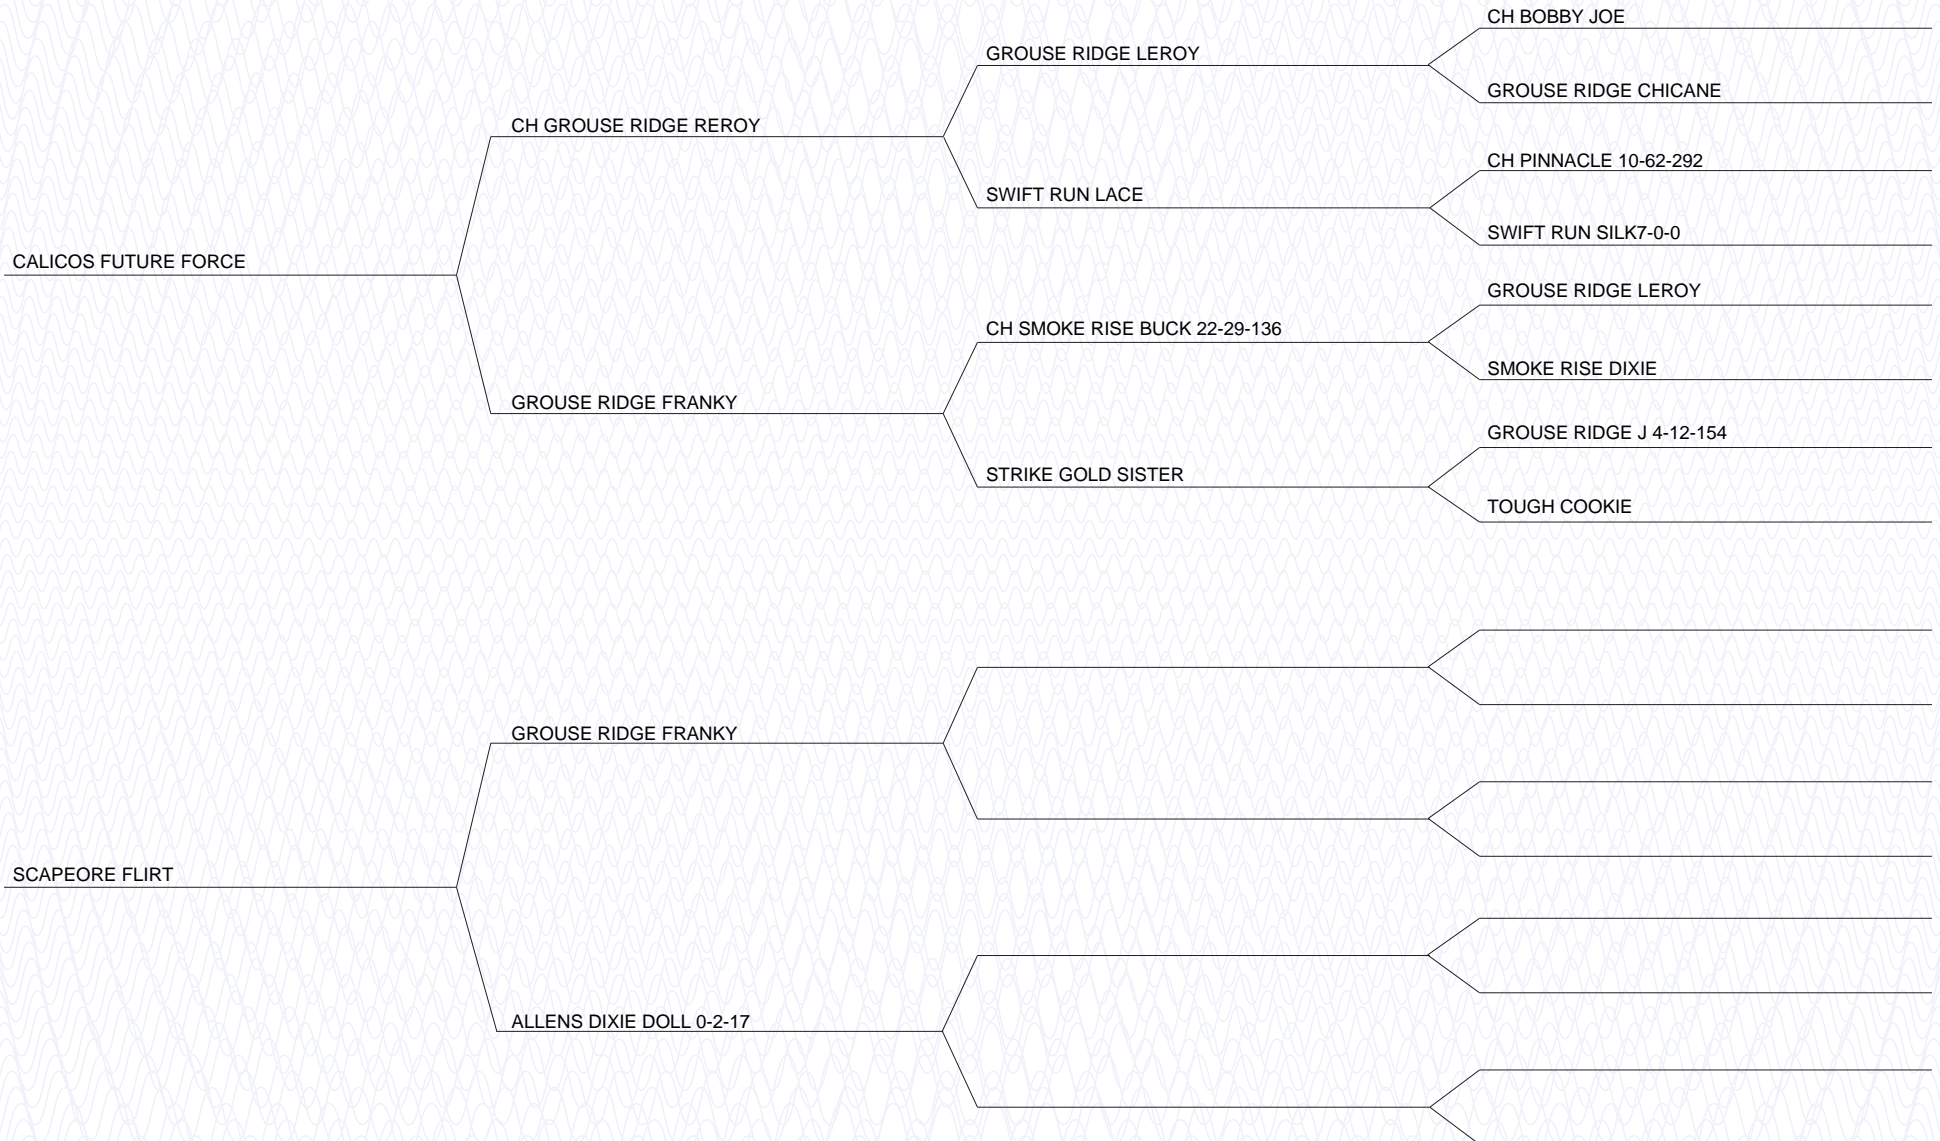 CH BOBBY JOE
GROUSE RIDGE LEROY
GROUSE RIDGE CHICANE
CH GROUSE RIDGE REROY
CH PINNACLE 10-62-292
SWIFT RUN LACE
SWIFT RUN SILK7-0-0
CALICOS FUTURE FORCE
GROUSE RIDGE LEROY
CH SMOKE RISE BUCK 22-29-136
SMOKE RISE DIXIE
GROUSE RIDGE FRANKY
GROUSE RIDGE J 4-12-154
STRIKE GOLD SISTER
TOUGH COOKIE
GROUSE RIDGE FRANKY
SCAPEORE FLIRT
ALLENS DIXIE DOLL 0-2-17